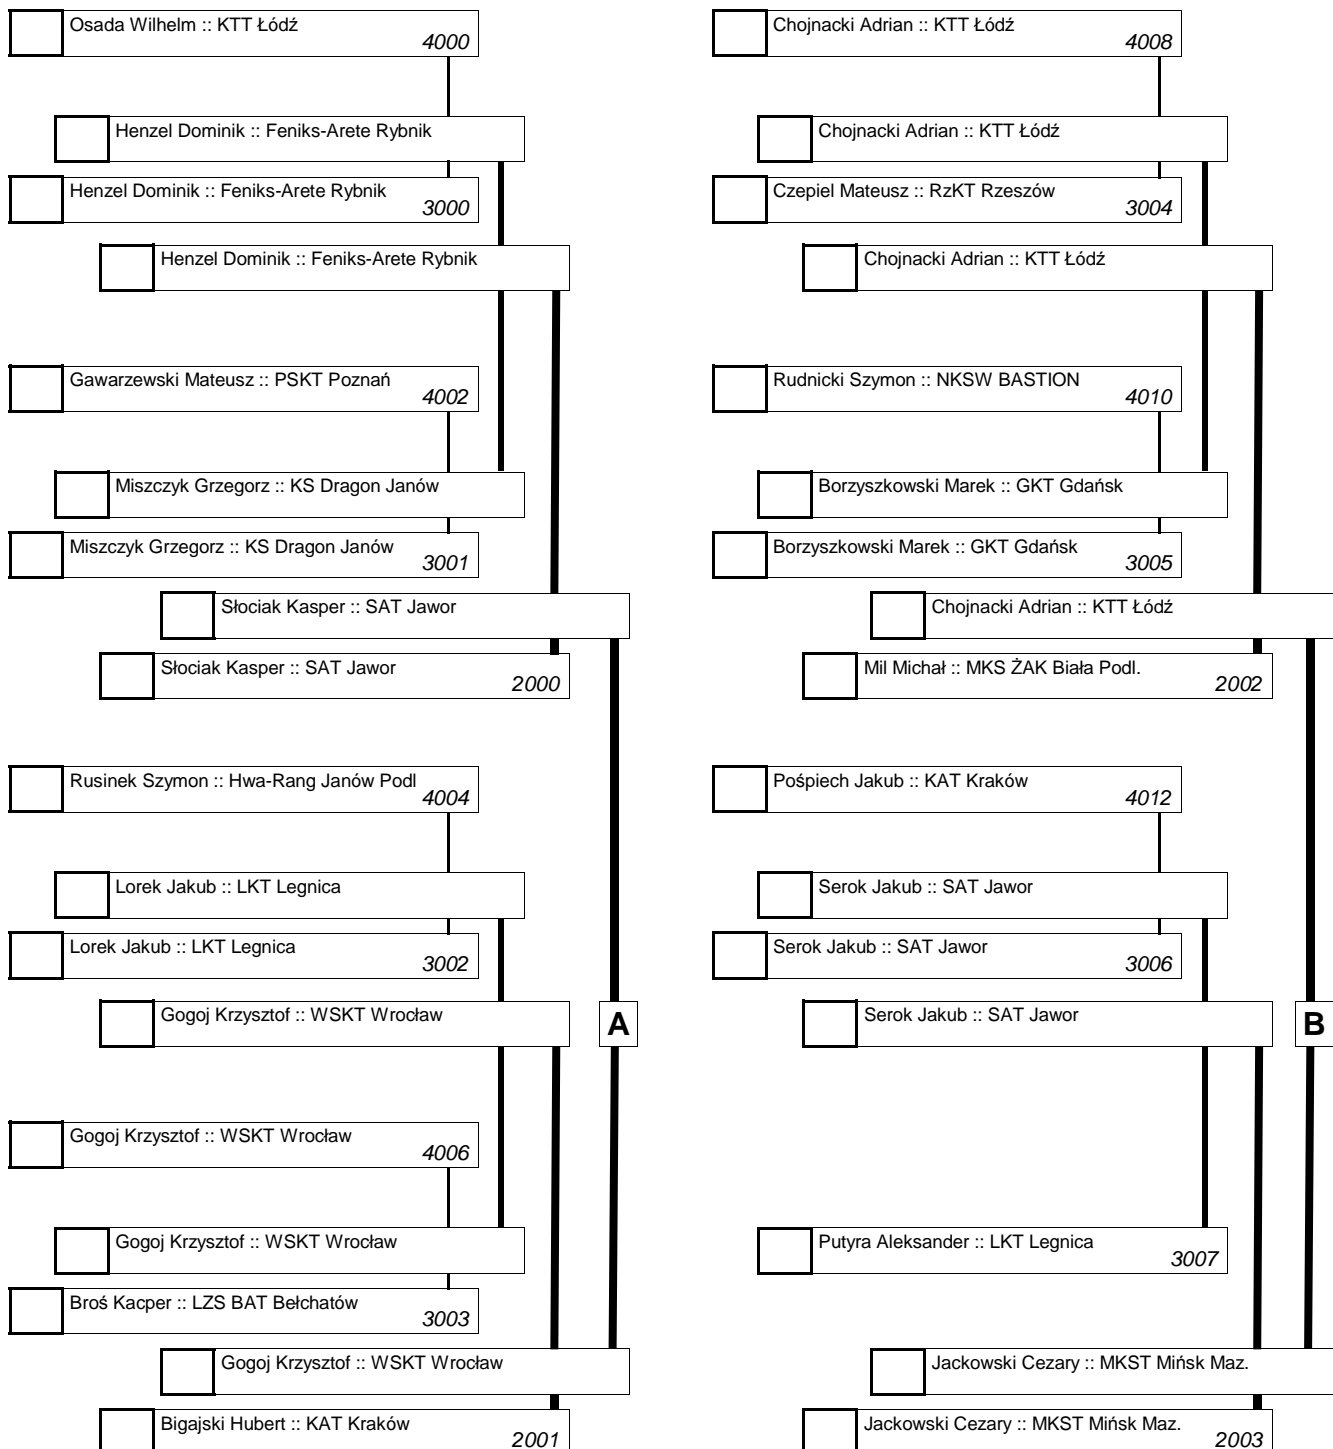 Osada Wilhelm :: KTT Łódź
4000
Henzel Dominik :: Feniks-Arete Rybnik
Henzel Dominik :: Feniks-Arete Rybnik
3000
Henzel Dominik :: Feniks-Arete Rybnik
Gawarzewski Mateusz :: PSKT Poznań
4002
Miszczyk Grzegorz :: KS Dragon Janów
Miszczyk Grzegorz :: KS Dragon Janów
3001
Słociak Kasper :: SAT Jawor
Słociak Kasper :: SAT Jawor
2000
Rusinek Szymon :: Hwa-Rang Janów Podl
4004
Lorek Jakub :: LKT Legnica
Lorek Jakub :: LKT Legnica
3002
Gogoj Krzysztof :: WSKT Wrocław
A
Gogoj Krzysztof :: WSKT Wrocław
4006
Gogoj Krzysztof :: WSKT Wrocław
Broś Kacper :: LZS BAT Bełchatów
3003
Gogoj Krzysztof :: WSKT Wrocław
Bigajski Hubert :: KAT Kraków
2001
Chojnacki Adrian :: KTT Łódź
4008
Chojnacki Adrian :: KTT Łódź
Czepiel Mateusz :: RzKT Rzeszów
3004
Chojnacki Adrian :: KTT Łódź
Rudnicki Szymon :: NKSW BASTION
4010
Borzyszkowski Marek :: GKT Gdańsk
Borzyszkowski Marek :: GKT Gdańsk
3005
Chojnacki Adrian :: KTT Łódź
Mil Michał :: MKS ŻAK Biała Podl.
2002
Pośpiech Jakub :: KAT Kraków
4012
Serok Jakub :: SAT Jawor
Serok Jakub :: SAT Jawor
3006
Serok Jakub :: SAT Jawor
B
Putyra Aleksander :: LKT Legnica
3007
Jackowski Cezary :: MKST Mińsk Maz.
Jackowski Cezary :: MKST Mińsk Maz.
2003